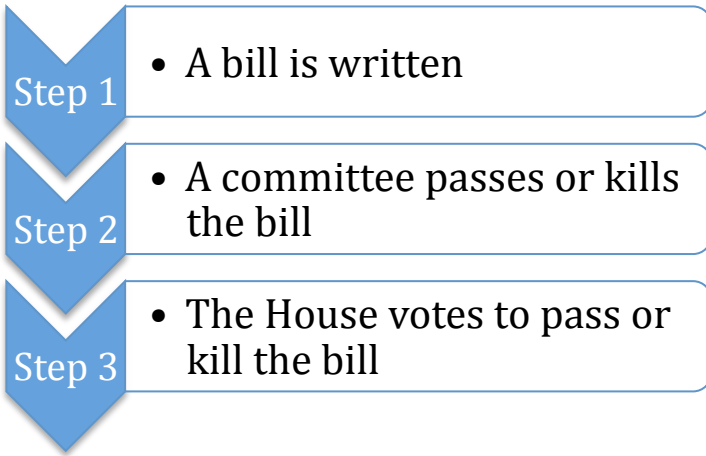 Step 1
• A bill is written
Step 2
• A committee passes or kills
the bill
Step 3
• The House votes to pass or
kill the bill